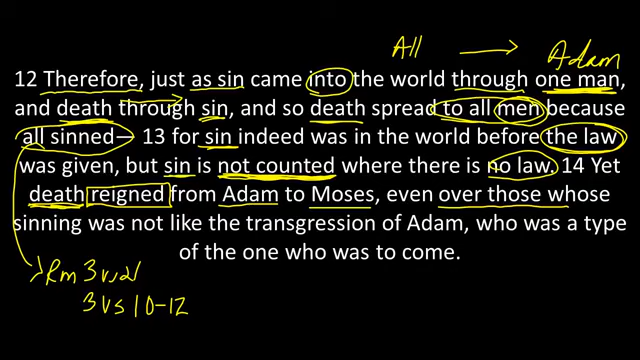 All → Adam
12 Therefore, just as sin came into the world through one man,
and death through sin, and so death spread to all men because
all sinned— 13 for sin indeed was in the world before the law
was given, but sin is not counted where there is no law. 14 Yet
death reigned from Adam to Moses, even over those whose
sinning was not like the transgression of Adam, who was a type
of the one who was to come.
Rm 3 vs
3 vs 10-12